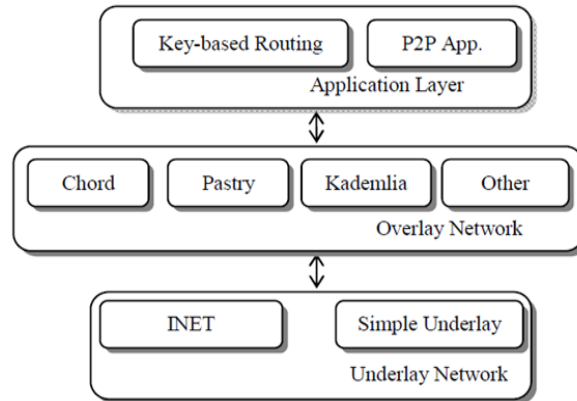 Key-based Routing
P2P App.
Application Layer
Chord
Pastry
Kademlia
Other
Overlay Network
INET
Simple Underlay
Underlay Network